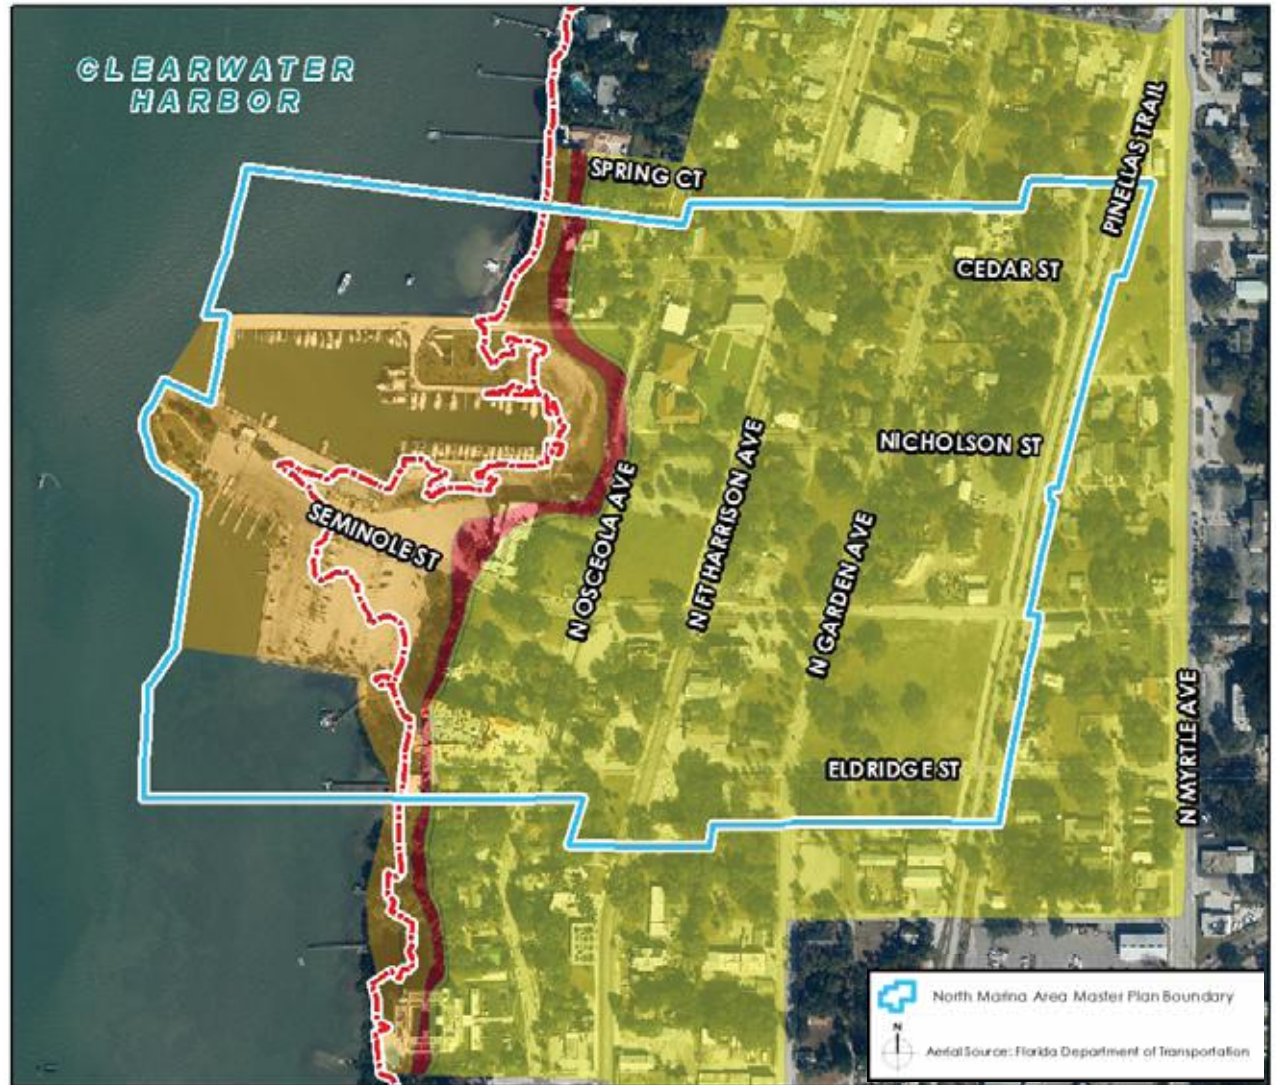 CLEARWATER
HARBOR
SPRING CT
PINELLAS TRAIL
CEDAR ST
NICHOLSON ST
N FT HARRISON AVE
N OSCEOLA AVE
SEMINOLE ST
N GARDEN AVE
N MYRTLE AVE
ELDRIDGE ST
North Marina Area Master Plan Boundary
N
Aerial Source: Florida Department of Transportation